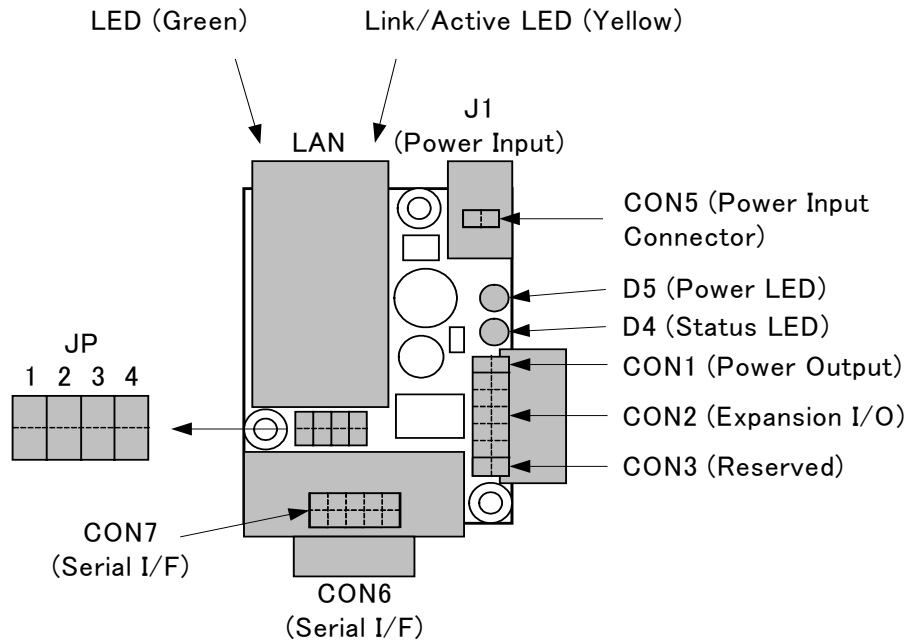 LED (Green)
Link/Active LED (Yellow)
LAN
J1
(Power Input)
CON5 (Power Input
Connector)
D5 (Power LED)
D4 (Status LED)
JP
1 2 3 4
CON1 (Power Output)
CON2 (Expansion I/O)
CON3 (Reserved)
CON7
(Serial I/F)
CON6
(Serial I/F)